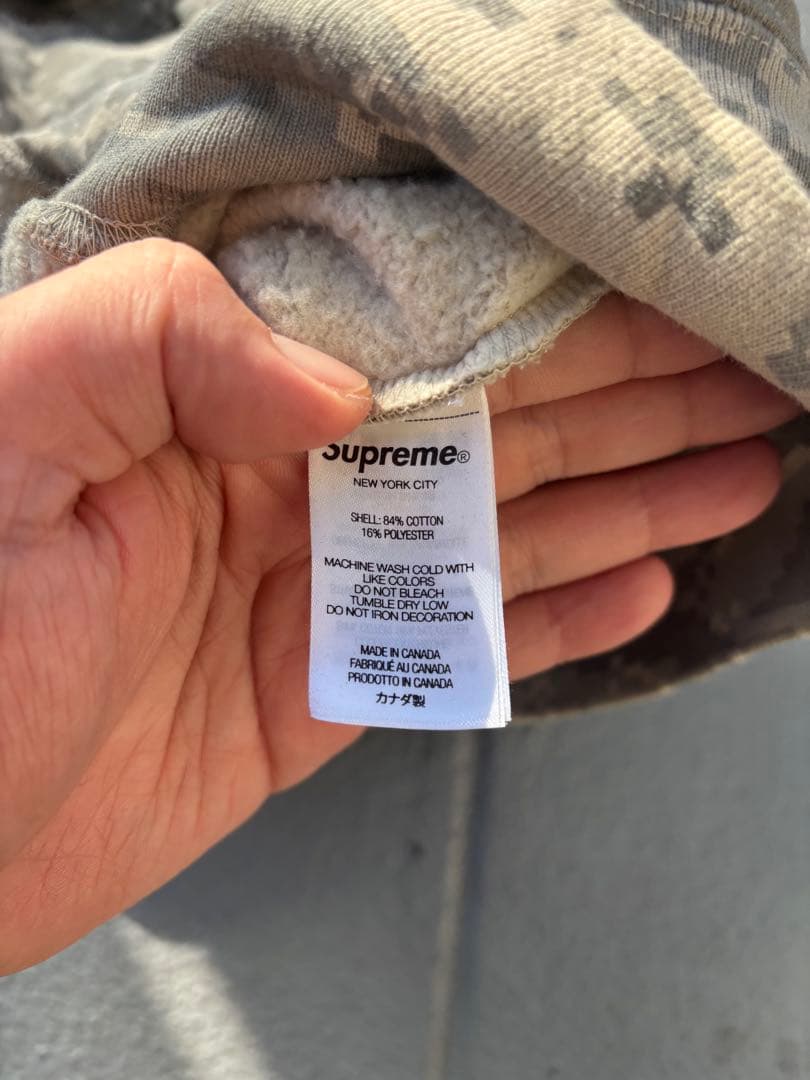 Supreme®
NEW YORK CITY
SHELL: 84% COTTON
16% POLYESTER
MACHINE WASH COLD WITH
LIKE COLORS
DO NOT BLEACH
TUMBLE DRY LOW
DO NOT IRON DECORATION
MADE IN CANADA
FABRIQUÉ AU CANADA
PRODOTTO IN CANADA
カナダ製